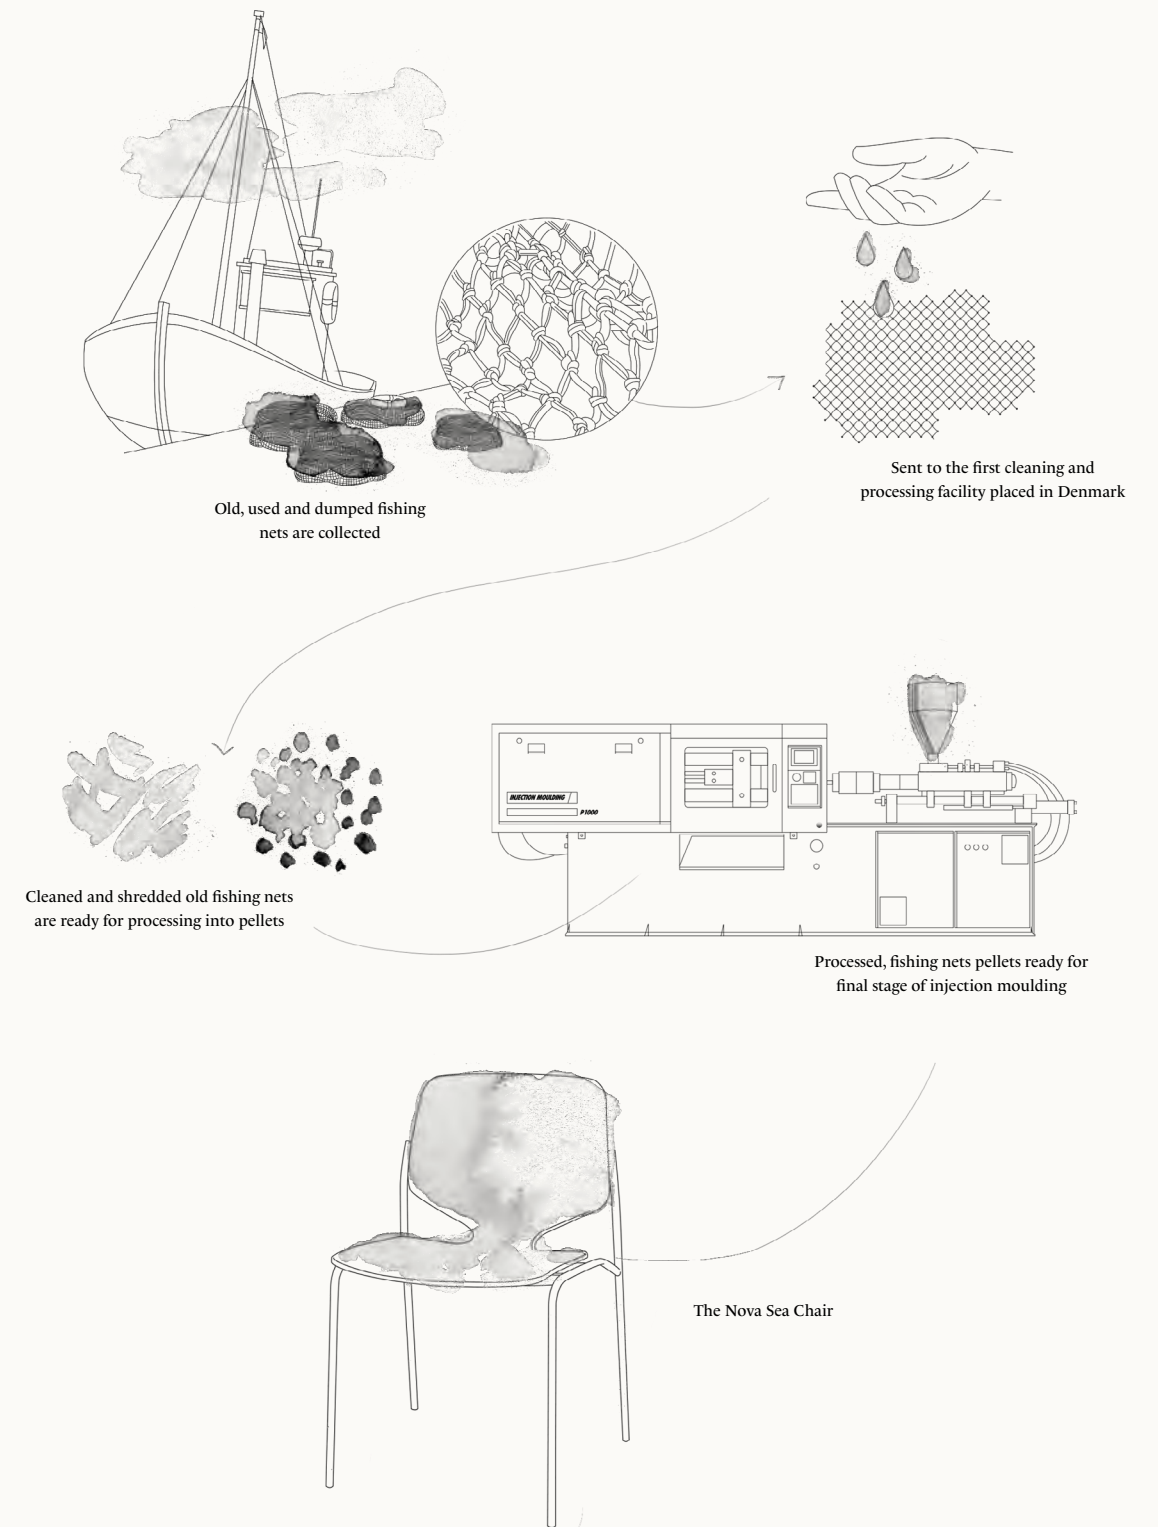 Old, used and dumped fishing
nets are collected
Sent to the first cleaning and
processing facility placed in Denmark
Cleaned and shredded old fishing nets
are ready for processing into pellets
INJECTION MOULDING
P1000
Processed, fishing nets pellets ready for
final stage of injection moulding
The Nova Sea Chair